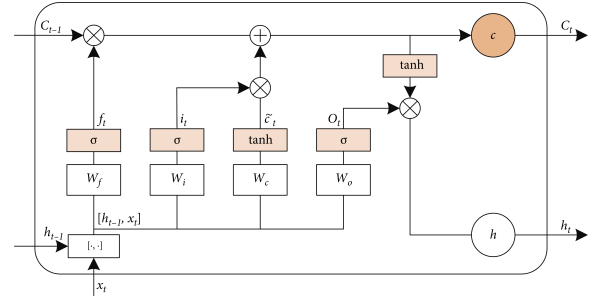 C_{t-1}
c
C_t
tanh
f_t
i_t
c̃_t
O_t
σ
σ
tanh
σ
W_f
W_i
W_c
W_o
[h_{t-1}, x_t]
h_{t-1}
[·, ·]
h
h_t
x_t